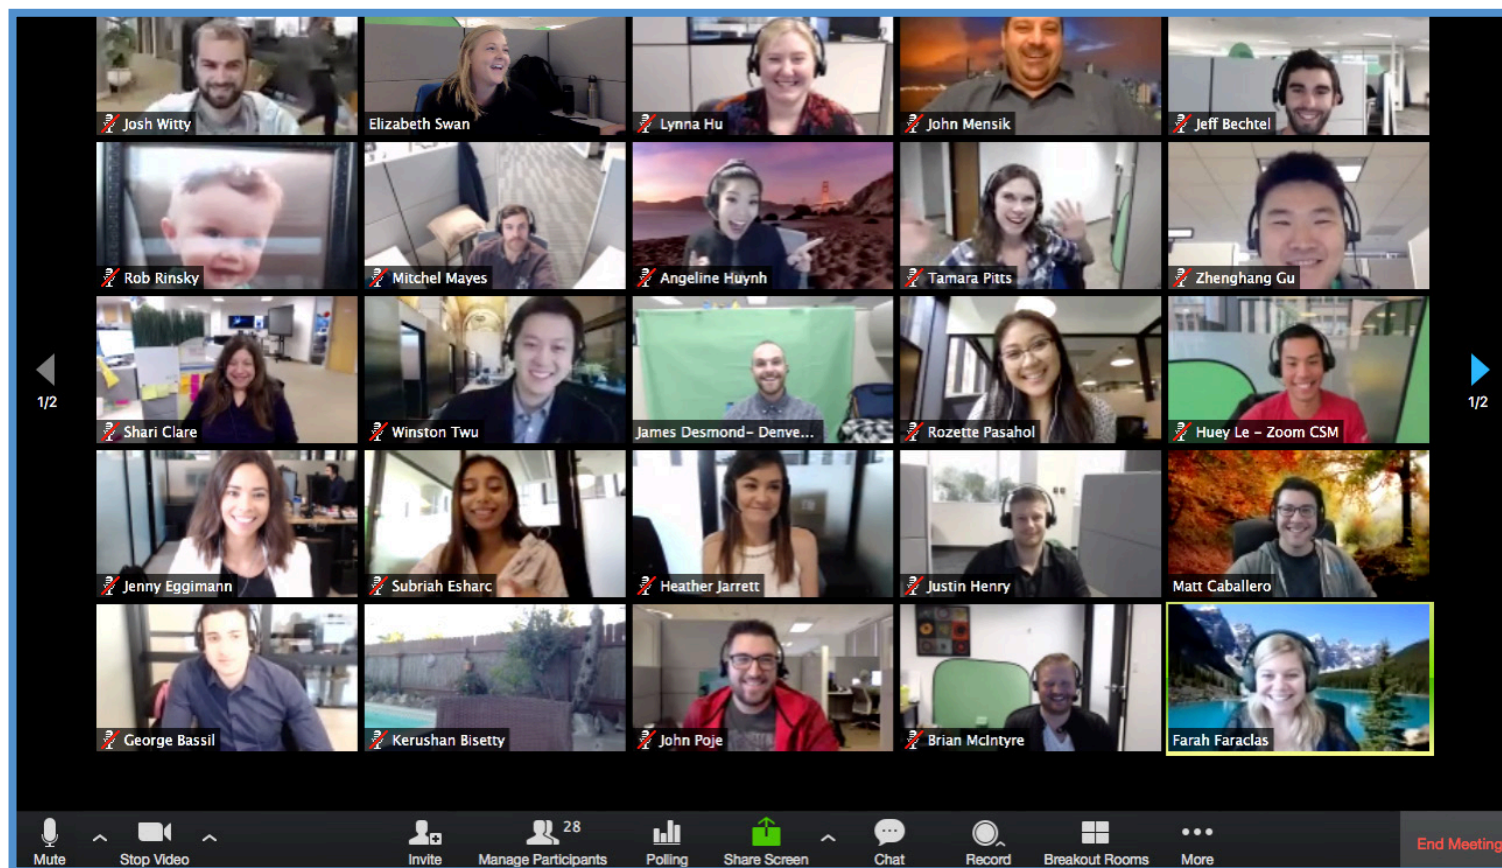 Josh Witty
Elizabeth Swan
Lynna Hu
John Mensik
Jeff Bechtel
Rob Rinsky
Mitchel Mayes
Angeline Huynh
Tamara Pitts
Zhenghang Gu
1/2
1/2
Shari Clare
Winston Twu
James Desmond- Denve...
Rozette Pasahol
Huey Le - Zoom CSM
Jenny Eggimann
Subriah Esharc
Heather Jarrett
Justin Henry
Matt Caballero
George Bassil
Kerushan Bisetty
John Poje
Brian McIntyre
Farah Faraclas
28
Mute
Stop Video
Invite
Manage Participants
Polling
Share Screen
Chat
Record
Breakout Rooms
More
End Meeting